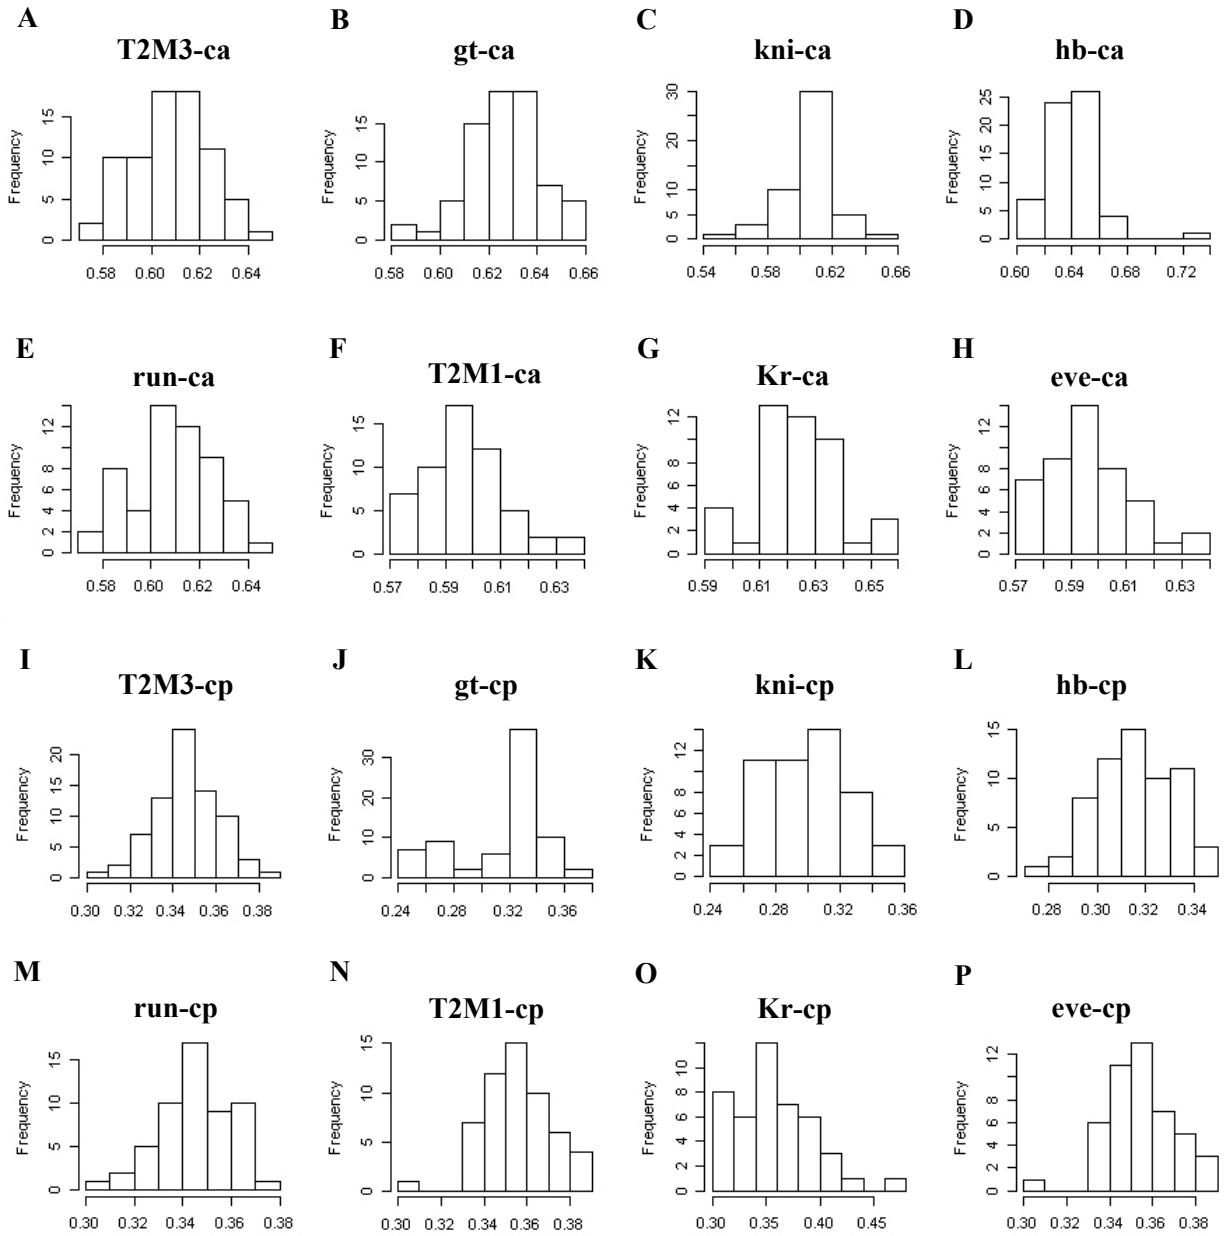 A B C D
T2M3-ca gt-ca kni-ca hb-ca
Frequency 0 5 10 15
0.58 0.60 0.62 0.64
Frequency 0 5 10 15
0.58 0.60 0.62 0.64 0.66
Frequency 0 5 10 20 30
0.54 0.58 0.62 0.66
Frequency 0 5 10 15 20 25
0.60 0.64 0.68 0.72
E F G H
run-ca T2M1-ca Kr-ca eve-ca
Frequency 0 2 4 6 8 12
0.58 0.60 0.62 0.64
Frequency 0 5 10 15
0.57 0.59 0.61 0.63
Frequency 0 2 4 6 8 12
0.59 0.61 0.63 0.65
Frequency 0 2 4 6 8 12
0.57 0.59 0.61 0.63
I J K L
T2M3-cp gt-cp kni-cp hb-cp
Frequency 0 5 10 15 20
0.30 0.32 0.34 0.36 0.38
Frequency 0 10 20 30
0.24 0.28 0.32 0.36
Frequency 0 2 4 6 8 12
0.24 0.28 0.32 0.36
Frequency 0 5 10 15
0.28 0.30 0.32 0.34
M N O P
run-cp T2M1-cp Kr-cp eve-cp
Frequency 0 5 10 15
0.30 0.32 0.34 0.36 0.38
Frequency 0 5 10 15
0.30 0.32 0.34 0.36 0.38
Frequency 0 2 4 6 8 10
0.30 0.35 0.40 0.45
Frequency 0 2 4 6 8 12
0.30 0.32 0.34 0.36 0.38